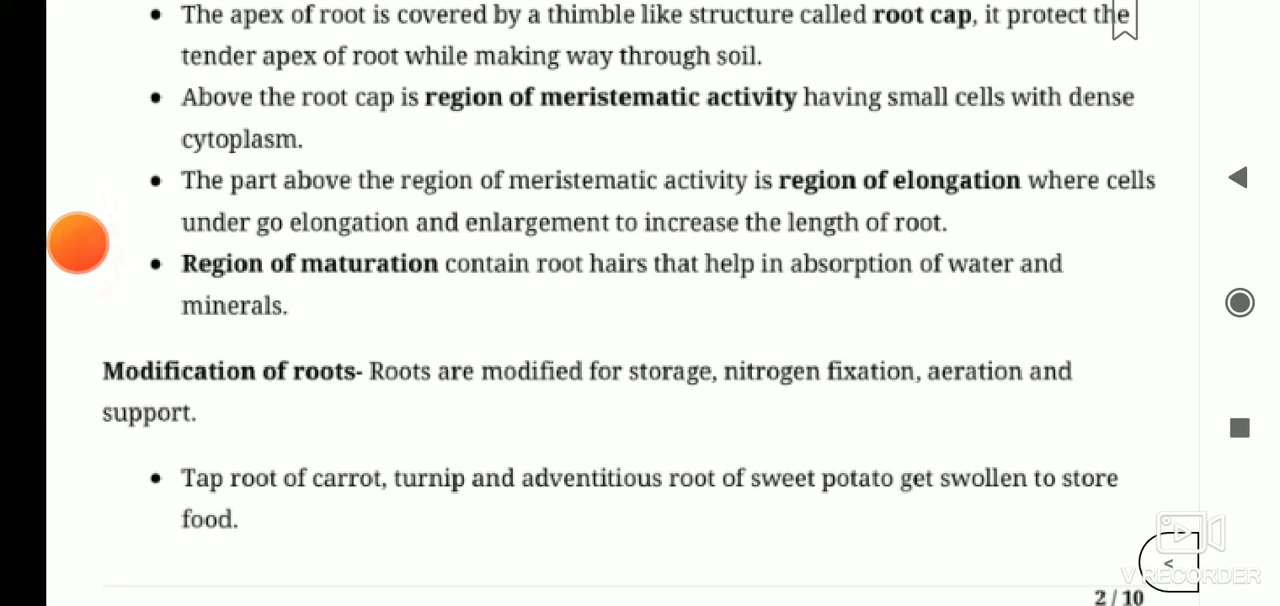 The apex of root is covered by a thimble like structure called root cap, it protect the
tender apex of root while making way through soil.
Above the root cap is region of meristematic activity having small cells with dense
cytoplasm.
The part above the region of meristematic activity is region of elongation where cells
under go elongation and enlargement to increase the length of root.
Region of maturation contain root hairs that help in absorption of water and
minerals.
Modification of roots- Roots are modified for storage, nitrogen fixation, aeration and
support.
Tap root of carrot, turnip and adventitious root of sweet potato get swollen to store
food.
<
V RECORDER
2 / 10